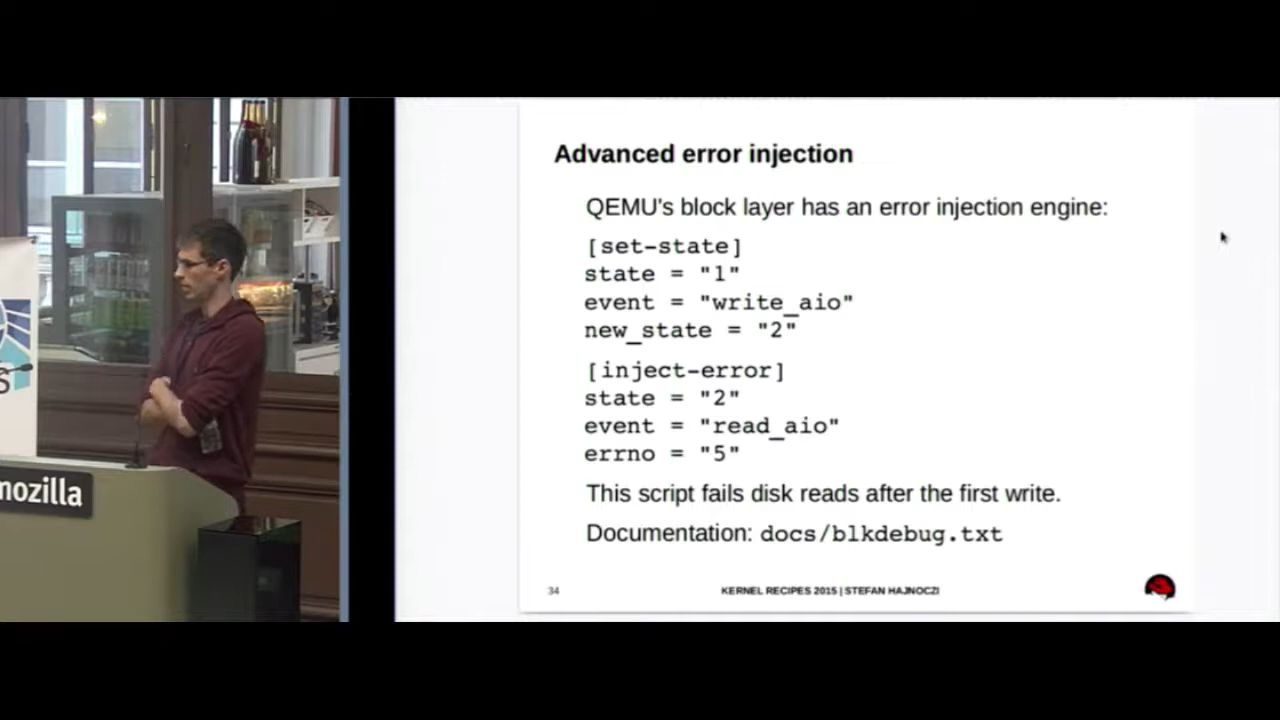 Advanced error injection
QEMU's block layer has an error injection engine:
[set-state]
state = "1"
event = "write_aio"
new_state = "2"
[inject-error]
state = "2"
event = "read_aio"
errno = "5"
This script fails disk reads after the first write.
Documentation: docs/blkdebug.txt
34
KERNEL RECIPES 2015 | STEFAN HAJNOCZI
mozilla